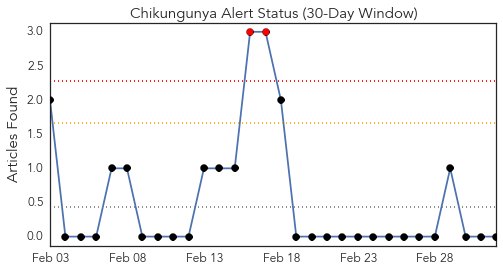 Chikungunya Alert Status (30-Day Window)
Articles Found
3.0
2.5
2.0
1.5
1.0
0.5
0.0
Feb 03
Feb 08
Feb 13
Feb 18
Feb 23
Feb 28